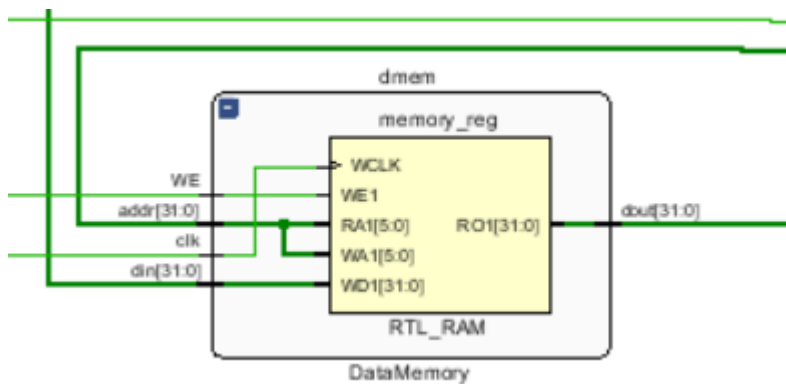 dmem
memory_reg
WCLK
WE
WE1
addr[31:0]
RA1[5:0]
RO1[31:0]
dout[31:0]
clk
WA1[5:0]
din[31:0]
WD1[31:0]
RTL_RAM
DataMemory